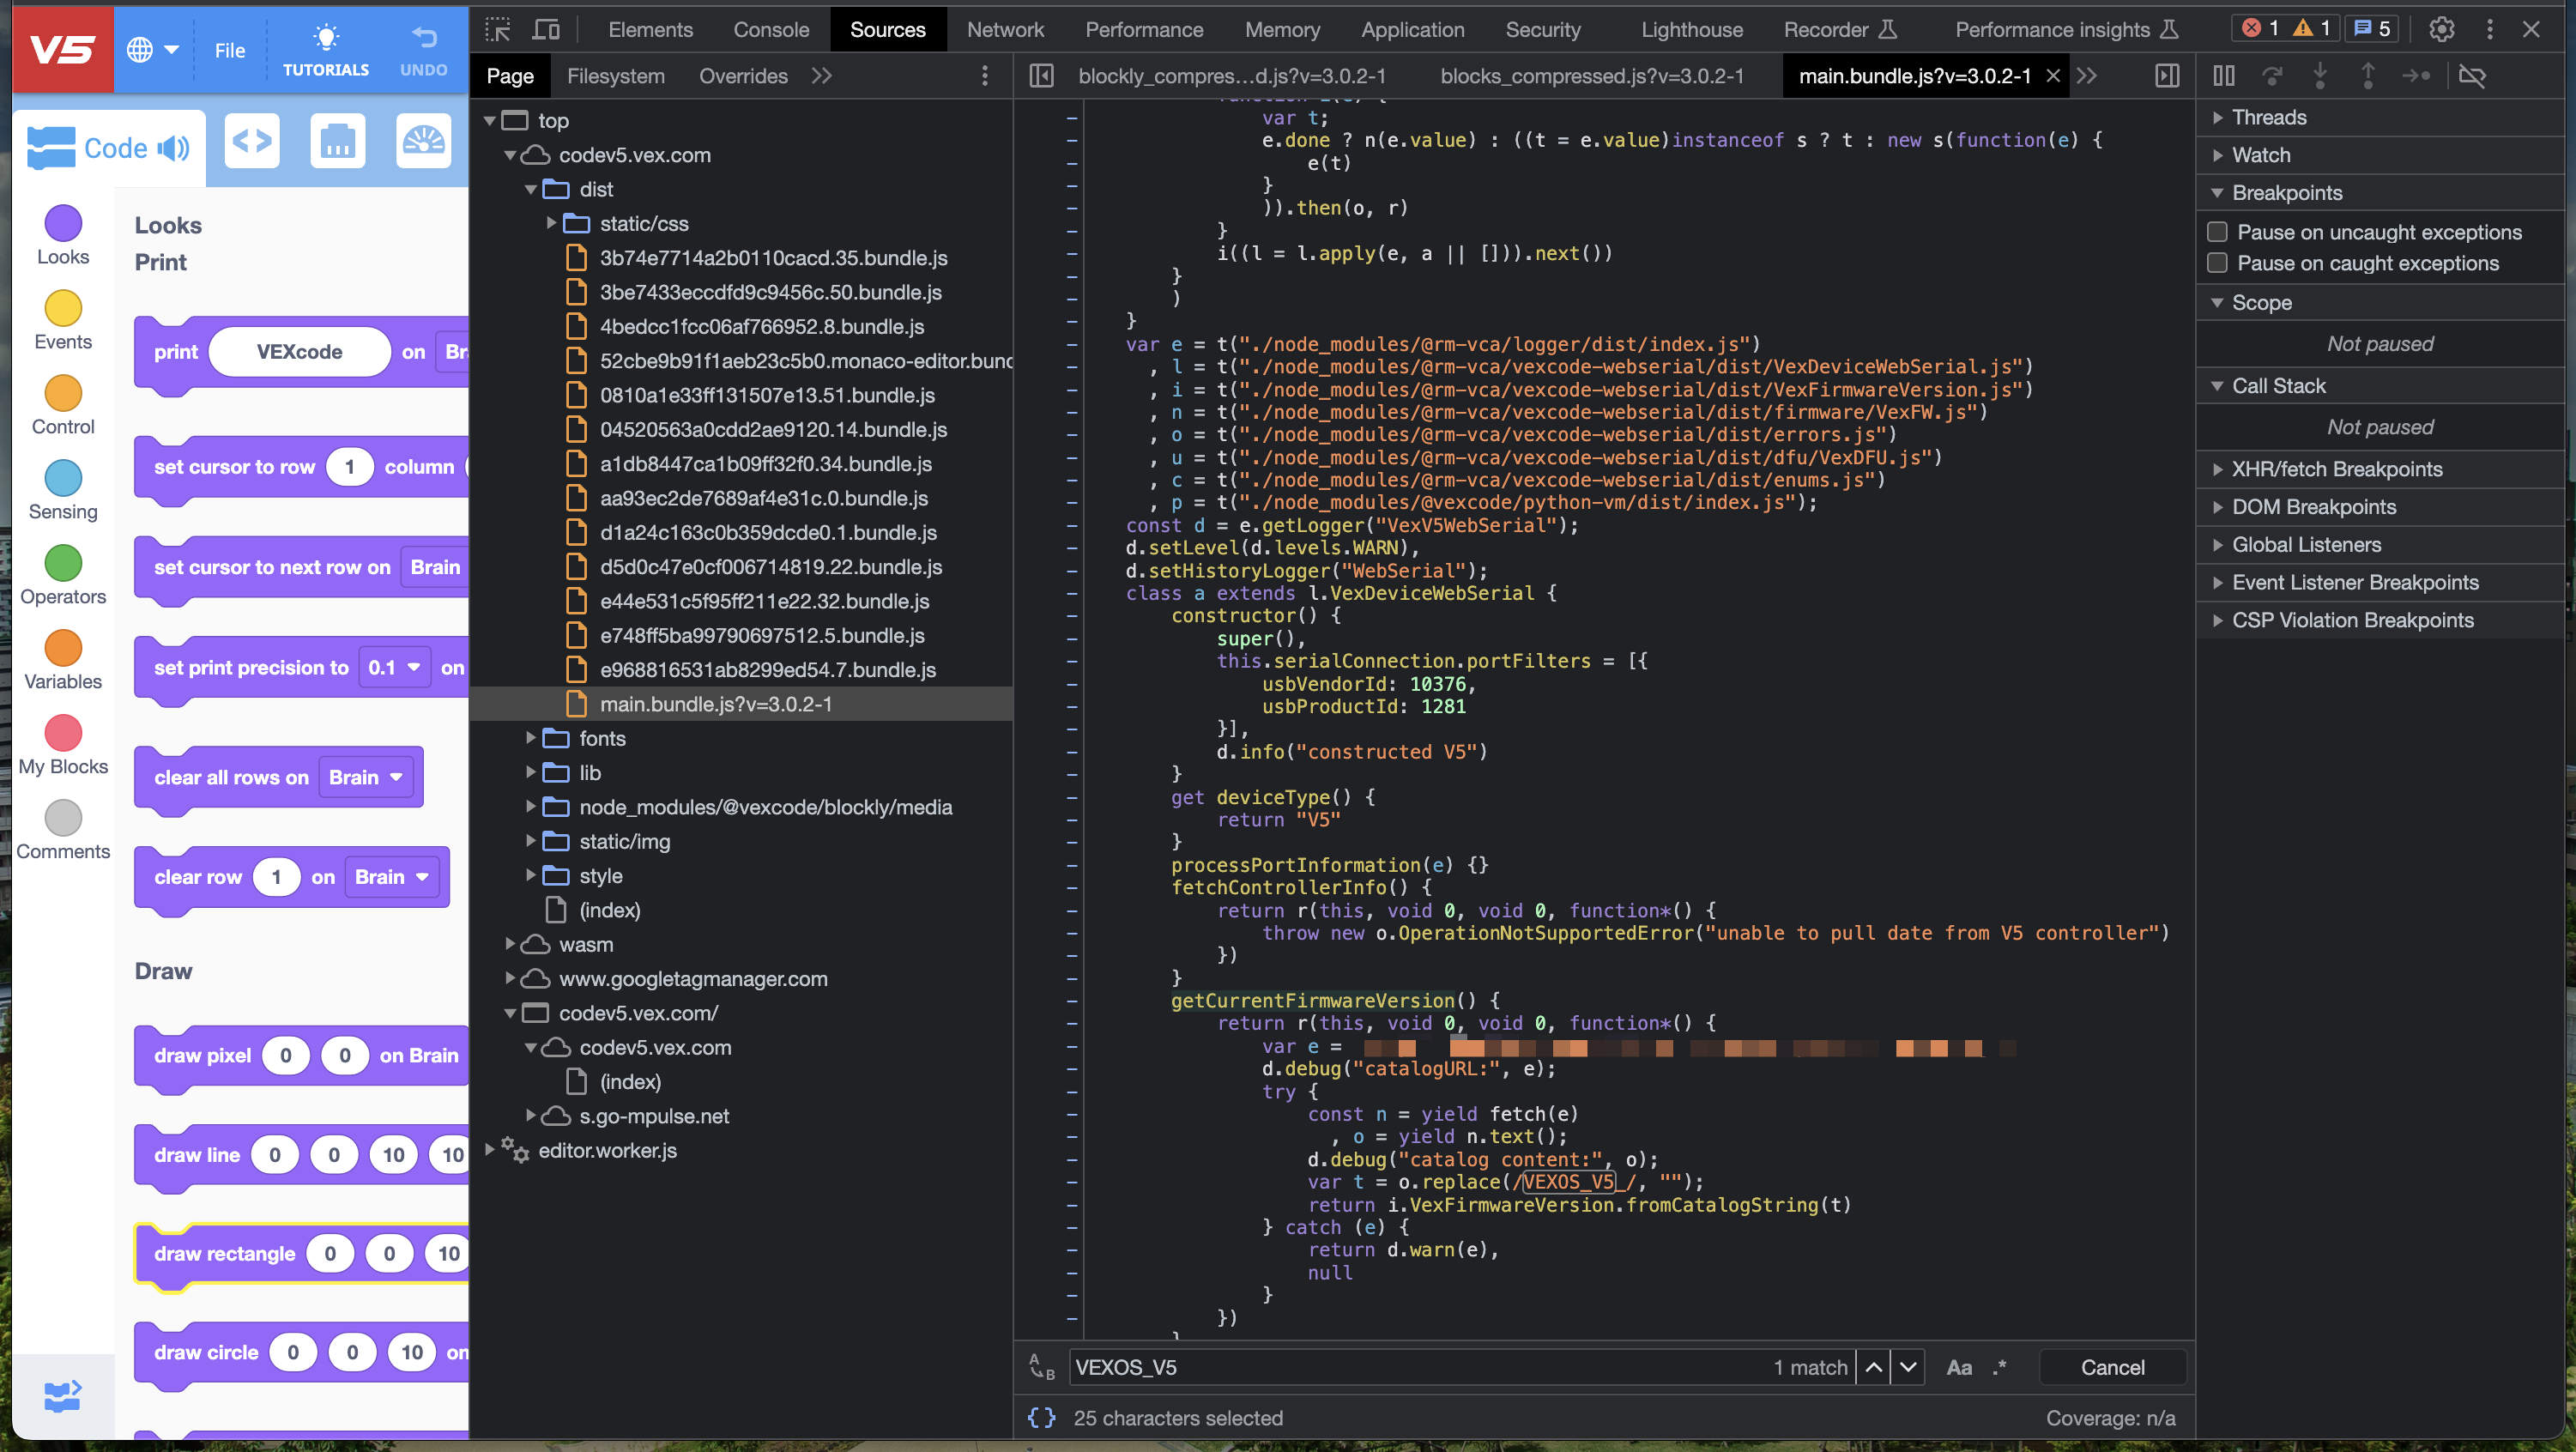 V5
File
TUTORIALS
UNDO
Code
Looks
Events
Control
Sensing
Operators
Variables
My Blocks
Comments
Looks
Print
print VEXcode on
set cursor to row 1 column
set cursor to next row on Brain
set print precision to 0.1 on
clear all rows on Brain
clear row 1 on Brain
Draw
draw pixel 0 0 on Brain
draw line 0 0 10 10
draw rectangle 0 0 10
draw circle 0 0 10 on
Elements Console Sources Network Performance Memory Application Security Lighthouse Recorder Performance insights 1 1 5
Page Filesystem Overrides
top
codev5.vex.com
dist
static/css
3b74e7714a2b0110cacd.35.bundle.js
3be7433eccdfd9c9456c.50.bundle.js
4bedcc1fcc06af766952.8.bundle.js
52cbe9b91f1aeb23c5b0.monaco-editor.bunc
0810a1e33ff131507e13.51.bundle.js
04520563a0cdd2ae9120.14.bundle.js
a1db8447ca1b09ff32f0.34.bundle.js
aa93ec2de7689af4e31c.0.bundle.js
d1a24c163c0b359dcde0.1.bundle.js
d5d0c47e0cf006714819.22.bundle.js
e44e531c5f95ff211e22.32.bundle.js
e748ff5ba99790697512.5.bundle.js
e968816531ab8299ed54.7.bundle.js
main.bundle.js?v=3.0.2-1
fonts
lib
node_modules/@vexcode/blockly/media
static/img
style
(index)
wasm
www.googletagmanager.com
codev5.vex.com/
codev5.vex.com
(index)
s.go-mpulse.net
editor.worker.js
blockly_compres...d.js?v=3.0.2-1 blocks_compressed.js?v=3.0.2-1 main.bundle.js?v=3.0.2-1
var t;
e.done ? n(e.value) : ((t = e.value)instanceof s ? t : new s(function(e) {
e(t)
}
)).then(o, r)
}
i((l = l.apply(e, a || [])).next())
}
)
}
var e = t("./node_modules/@rm-vca/logger/dist/index.js")
, l = t("./node_modules/@rm-vca/vexcode-webserial/dist/VexDeviceWebSerial.js")
, i = t("./node_modules/@rm-vca/vexcode-webserial/dist/VexFirmwareVersion.js")
, n = t("./node_modules/@rm-vca/vexcode-webserial/dist/firmware/VexFW.js")
, o = t("./node_modules/@rm-vca/vexcode-webserial/dist/errors.js")
, u = t("./node_modules/@rm-vca/vexcode-webserial/dist/dfu/VexDFU.js")
, c = t("./node_modules/@rm-vca/vexcode-webserial/dist/enums.js")
, p = t("./node_modules/@vexcode/python-vm/dist/index.js");
const d = e.getLogger("VexV5WebSerial");
d.setLevel(d.levels.WARN),
d.setHistoryLogger("WebSerial");
class a extends l.VexDeviceWebSerial {
constructor() {
super(),
this.serialConnection.portFilters = [{
usbVendorId: 10376,
usbProductId: 1281
}],
d.info("constructed V5")
}
get deviceType() {
return "V5"
}
processPortInformation(e) {}
fetchControllerInfo() {
return r(this, void 0, void 0, function*() {
throw new o.OperationNotSupportedError("unable to pull date from V5 controller")
})
}
getCurrentFirmwareVersion() {
return r(this, void 0, void 0, function*() {
var e =
d.debug("catalogURL:", e);
try {
const n = yield fetch(e)
, o = yield n.text();
d.debug("catalog content:", o);
var t = o.replace(/VEXOS_V5_/, "");
return i.VexFirmwareVersion.fromCatalogString(t)
} catch (e) {
return d.warn(e),
null
}
})
VEXOS_V5 1 match Aa .* Cancel
{} 25 characters selected Coverage: n/a
Threads
Watch
Breakpoints
Pause on uncaught exceptions
Pause on caught exceptions
Scope
Not paused
Call Stack
Not paused
XHR/fetch Breakpoints
DOM Breakpoints
Global Listeners
Event Listener Breakpoints
CSP Violation Breakpoints